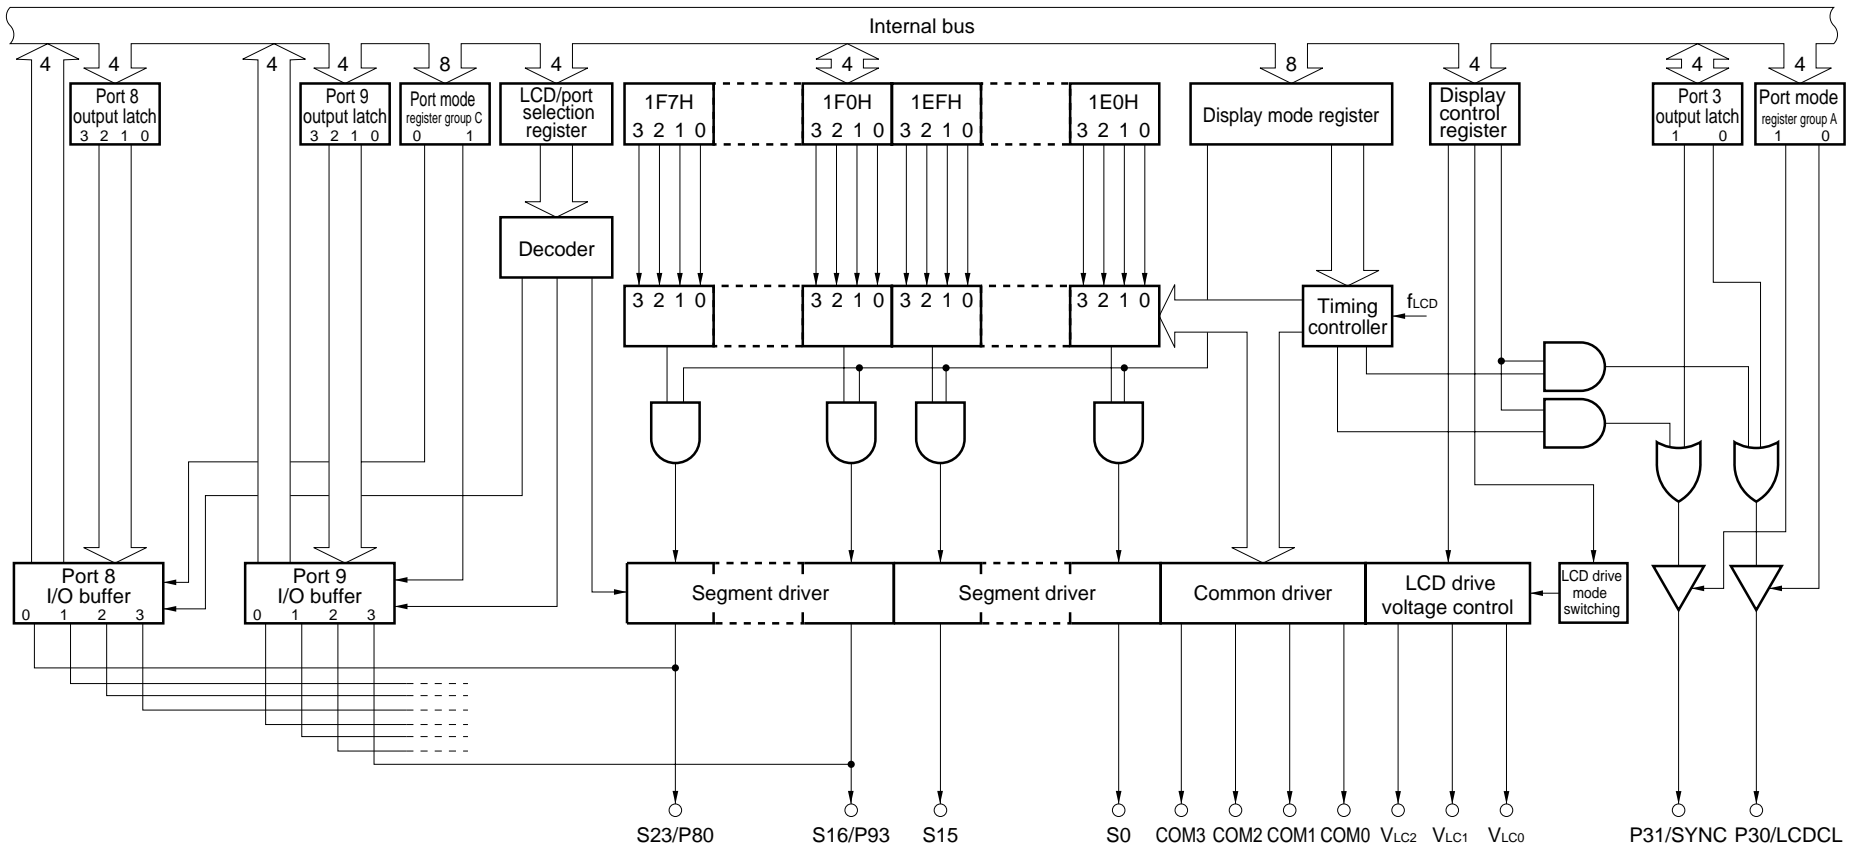 Internal bus
4 4 4 4 8 4 4 8 4 4 4
Port 8
output latch
3 2 1 0
Port 9
output latch
3 2 1 0
Port mode
register group C
0 1
LCD/port
selection
register
1F7H
3 2 1 0
1F0H
3 2 1 0
1EFH
3 2 1 0
1E0H
3 2 1 0
Display mode register
Display
control
register
Port 3
output latch
1 0
Port mode
register group A
1 0
Decoder
3 2 1 0
3 2 1 0
3 2 1 0
3 2 1 0
Timing
controller
fLCD
Port 8
I/O buffer
0 1 2 3
Port 9
I/O buffer
0 1 2 3
Segment driver
Segment driver
Common driver
LCD drive
voltage control
LCD drive
mode
switching
S23/P80 S16/P93 S15 S0 COM3 COM2 COM1 COM0 VLC2 VLC1 VLC0 P31/SYNC P30/LCDCL